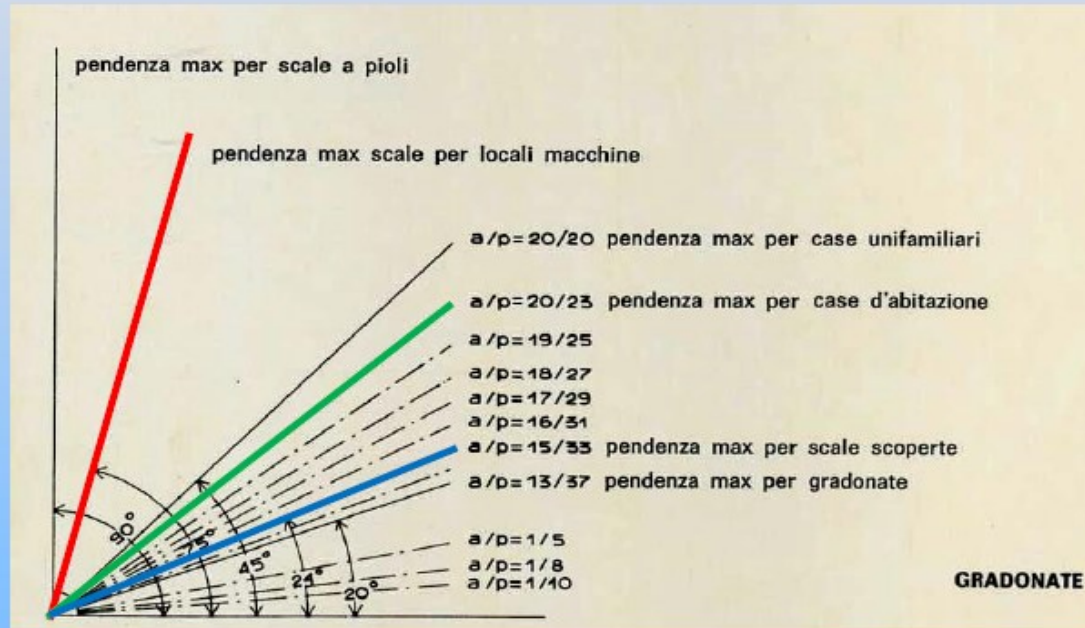 pendenza max per scale a pioli
pendenza max scale per locali macchine
a/p=20/20 pendenza max per case unifamiliari
a/p=20/23 pendenza max per case d'abitazione
a/p=19/25
a/p=18/27
a/p=17/29
a/p=16/31
a/p=15/33 pendenza max per scale scoperte
a/p=13/37 pendenza max per gradonate
a/p=1/5
a/p=1/8
a/p=1/10
90°
75°
45°
24°
20°
GRADONATE